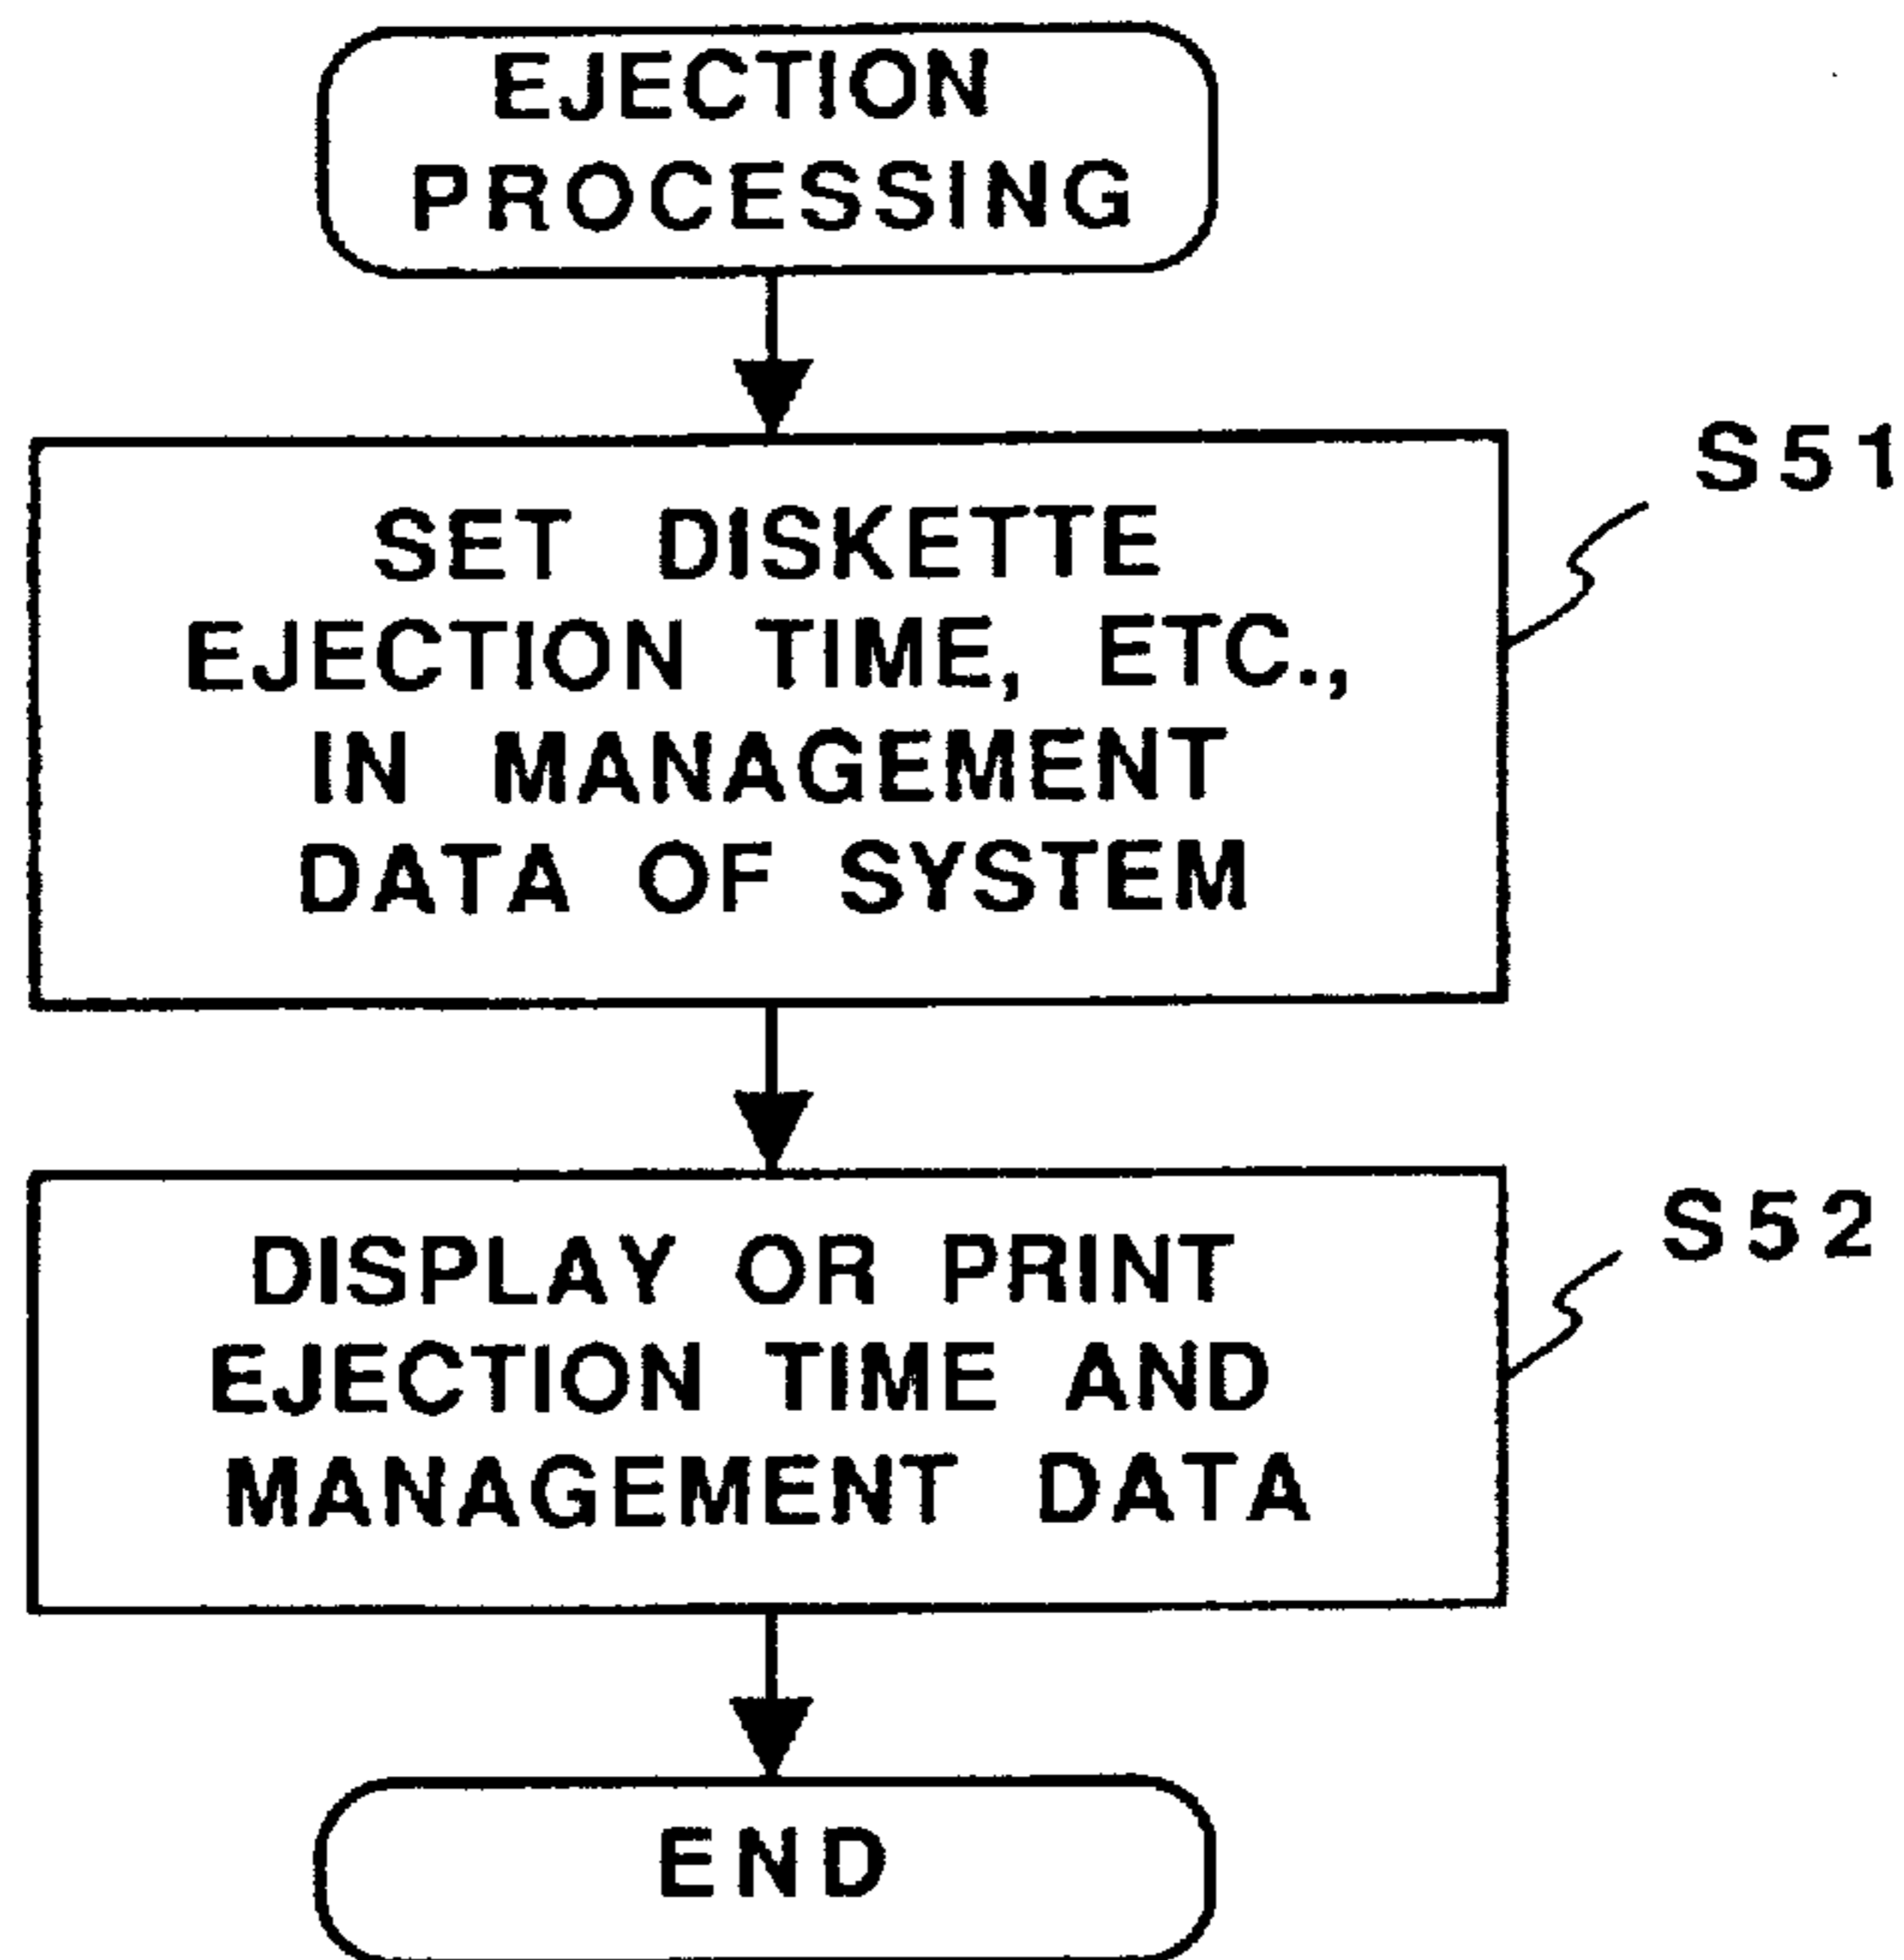 EJECTION
PROCESSING
S51
SET DISKETTE
EJECTION TIME, ETC.,
IN MANAGEMENT
DATA OF SYSTEM
S52
DISPLAY OR PRINT
EJECTION TIME AND
MANAGEMENT DATA
END